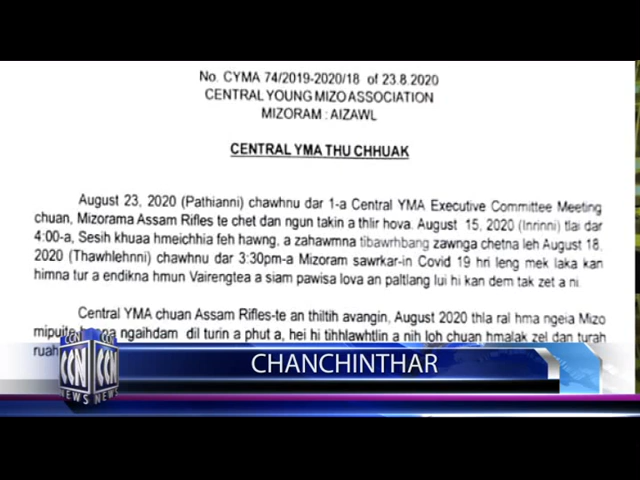 No. CYMA 74/2019-2020/18 of 23.8.2020
CENTRAL YOUNG MIZO ASSOCIATION
MIZORAM : AIZAWL
CENTRAL YMA THU CHHUAK
August 23, 2020 (Pathianni) chawhnu dar 1-a Central YMA Executive Committee Meeting
chuan, Mizorama Assam Rifles te chet dan ngun takin a thlir hova. August 15, 2020 (Inrinni) tlai dar
4:00-a, Sesih khuaa hmeichhia feh hawng, a zahawmna tibawrhbang zawnga chetna leh August 18,
2020 (Thawhlehnni) chawhnu dar 3:30pm-a Mizoram sawrkar-in Covid 19 hri leng mek laka kan
himna tur a endikna hmun Vairengtea a siam pawisa lova an paltlang lui hi kan dem tak zet a ni.
Central YMA chuan Assam Rifles-te an thiltih avangin, August 2020 thla ral hma ngeia Mizo
mipuite hnena ngaihdam dil turin a phut a, hei hi tihhlawhtlin a nih loh chuan hmalak zel dan turah
CHANCHINTHAR
CCN
CCN
CCN
NEWS
NEWS